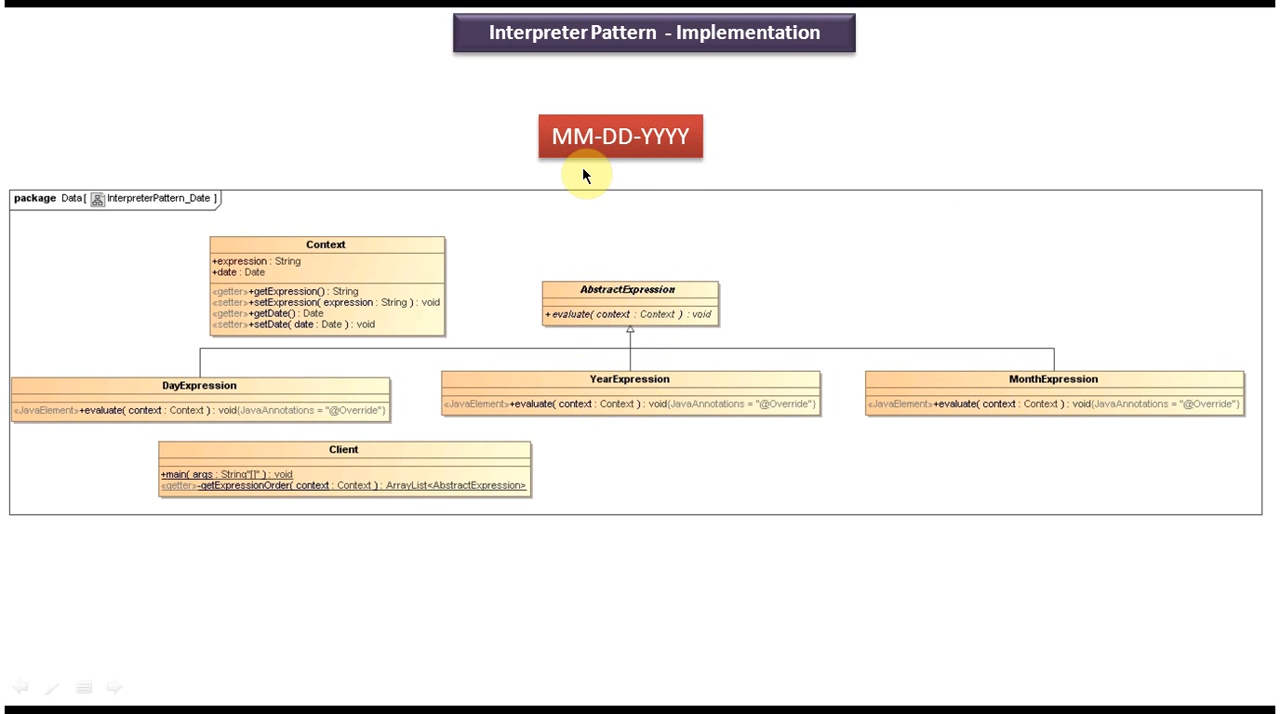 Interpreter Pattern - Implementation
MM-DD-YYYY
package Data[ InterpreterPattern_Date ]
Context
+expression : String
+date : Date
«getter»+getExpression() : String
«setter»+setExpression( expression : String ) : void
«getter»+getDate() : Date
«setter»+setDate( date : Date ) : void
AbstractExpression
+evaluate( context : Context ) : void
DayExpression
«JavaElement»+evaluate( context : Context ) : void{JavaAnnotations = "@Override"}
YearExpression
«JavaElement»+evaluate( context : Context ) : void{JavaAnnotations = "@Override"}
MonthExpression
«JavaElement»+evaluate( context : Context ) : void{JavaAnnotations = "@Override"}
Client
+main( args : String"[]" ) : void
«getter»-getExpressionOrder( context : Context ) : ArrayList<AbstractExpression>